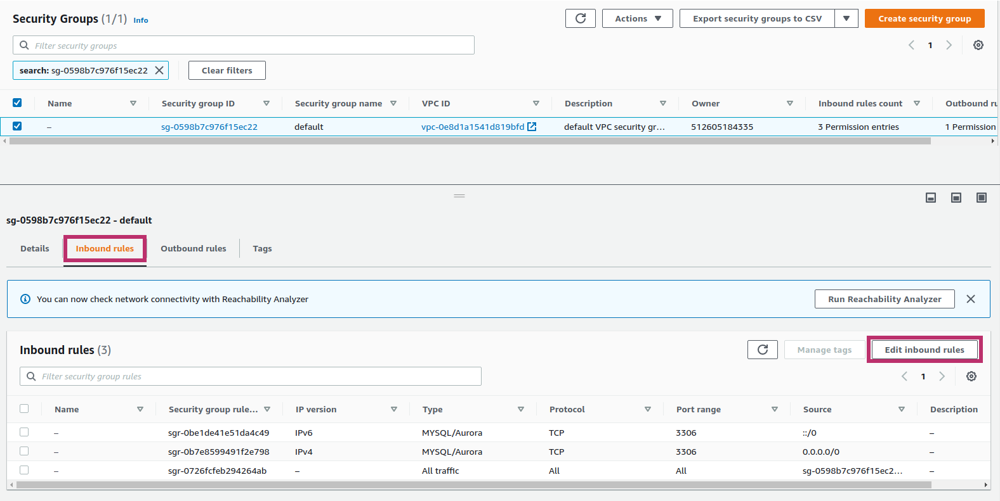 Security Groups (1/1) Info
Actions
Export security groups to CSV
Create security group
Filter security groups
1
search: sg-0598b7c976f15ec22
Clear filters
Name Security group ID Security group name VPC ID Description Owner Inbound rules count Outbound ru
– sg-0598b7c976f15ec22 default vpc-0e8d1a1541d819bfd default VPC security gr... 512605184335 3 Permission entries 1 Permission
sg-0598b7c976f15ec22 - default
Details Inbound rules Outbound rules Tags
You can now check network connectivity with Reachability Analyzer
Run Reachability Analyzer
Inbound rules (3)
Manage tags
Edit inbound rules
Filter security group rules
1
Name Security group rule... IP version Type Protocol Port range Source Description
– sgr-0be1de41e51da4c49 IPv6 MYSQL/Aurora TCP 3306 ::/0 –
– sgr-0b7e8599491f2e798 IPv4 MYSQL/Aurora TCP 3306 0.0.0.0/0 –
– sgr-0726fcfeb294264ab – All traffic All All sg-0598b7c976f15ec2... –